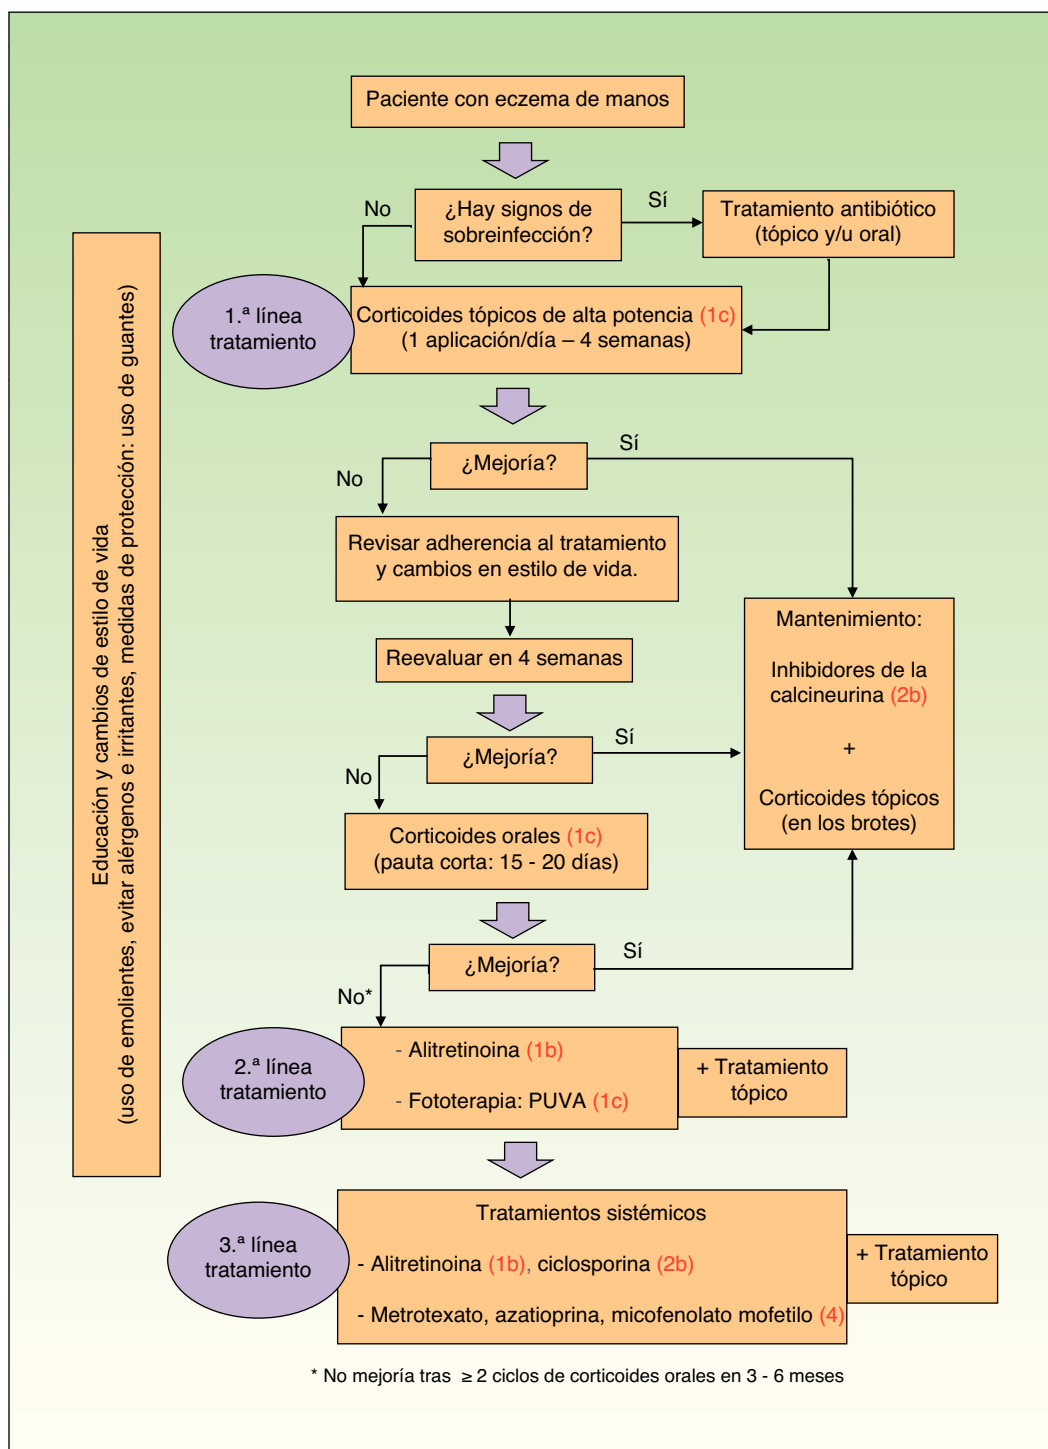 Paciente con eczema de manos
¿Hay signos de
sobreinfección?
No
Sí
Tratamiento antibiótico
(tópico y/u oral)
1.ª línea
tratamiento
Corticoides tópicos de alta potencia (1c)
(1 aplicación/día – 4 semanas)
¿Mejoría?
No
Sí
Revisar adherencia al tratamiento
y cambios en estilo de vida.
Reevaluar en 4 semanas
¿Mejoría?
No
Sí
Mantenimiento:
Inhibidores de la
calcineurina (2b)
+
Corticoides tópicos
(en los brotes)
Corticoides orales (1c)
(pauta corta: 15 - 20 días)
¿Mejoría?
No*
Sí
2.ª línea
tratamiento
- Alitretinoina (1b)
- Fototerapia: PUVA (1c)
+ Tratamiento
tópico
3.ª línea
tratamiento
Tratamientos sistémicos
- Alitretinoina (1b), ciclosporina (2b)
- Metrotexato, azatioprina, micofenolato mofetilo (4)
+ Tratamiento
tópico
Educación y cambios de estilo de vida
(uso de emolientes, evitar alérgenos e irritantes, medidas de protección: uso de guantes)
* No mejoría tras ≥ 2 ciclos de corticoides orales en 3 - 6 meses